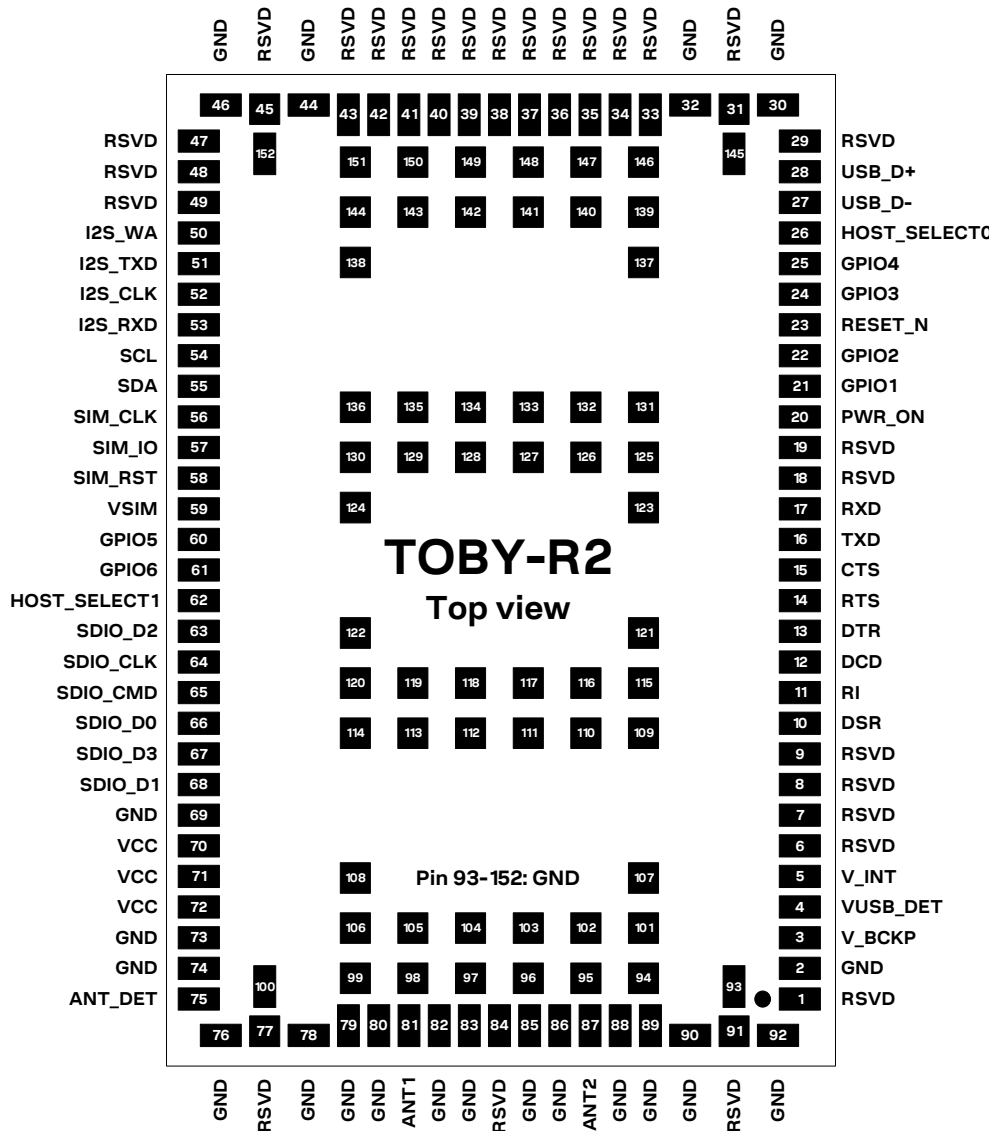 GND RSVD GND RSVD RSVD RSVD RSVD RSVD RSVD RSVD RSVD RSVD RSVD RSVD GND RSVD GND
46 45 44 43 42 41 40 39 38 37 36 35 34 33 32 31 30
RSVD 47 152 151 150 149 148 147 146 145 29 RSVD
RSVD 48 28 USB_D+
RSVD 49 144 143 142 141 140 139 27 USB_D-
I2S_WA 50 26 HOST_SELECT0
I2S_TXD 51 138 137 25 GPIO4
I2S_CLK 52 24 GPIO3
I2S_RXD 53 23 RESET_N
SCL 54 22 GPIO2
SDA 55 21 GPIO1
SIM_CLK 56 136 135 134 133 132 131 20 PWR_ON
SIM_IO 57 130 129 128 127 126 125 19 RSVD
SIM_RST 58 18 RSVD
VSIM 59 124 123 17 RXD
GPIO5 60 16 TXD
TOBY-R2
GPIO6 61 15 CTS
HOST_SELECT1 62 14 RTS
Top view
SDIO_D2 63 122 121 13 DTR
SDIO_CLK 64 12 DCD
SDIO_CMD 65 120 119 118 117 116 115 11 RI
SDIO_D0 66 114 113 112 111 110 109 10 DSR
SDIO_D3 67 9 RSVD
SDIO_D1 68 8 RSVD
GND 69 7 RSVD
VCC 70 6 RSVD
VCC 71 108 Pin 93-152: GND 107 5 V_INT
VCC 72 106 105 104 103 102 101 4 VUSB_DET
GND 73 3 V_BCKP
GND 74 99 98 97 96 95 94 2 GND
ANT_DET 75 100 93 1 RSVD
76 77 78 79 80 81 82 83 84 85 86 87 88 89 90 91 92
GND RSVD GND GND GND ANT1 GND GND RSVD GND GND ANT2 GND GND GND RSVD GND